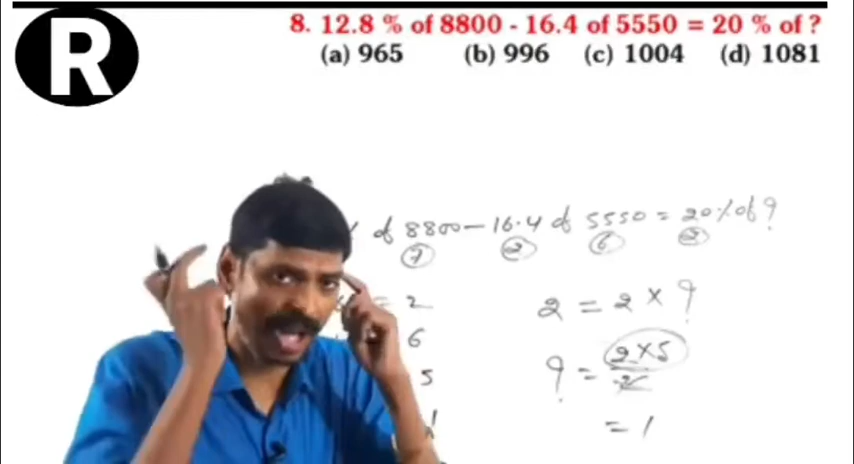 R
8. 12.8 % of 8800 - 16.4 of 5550 = 20 % of ?
(a) 965 (b) 996 (c) 1004 (d) 1081
of 8800 - 16.4 of 5550 = 20% of ?
7 2 6 2
= 2
6
5
1
2 = 2 × ?
? = 2×5
2
= 1